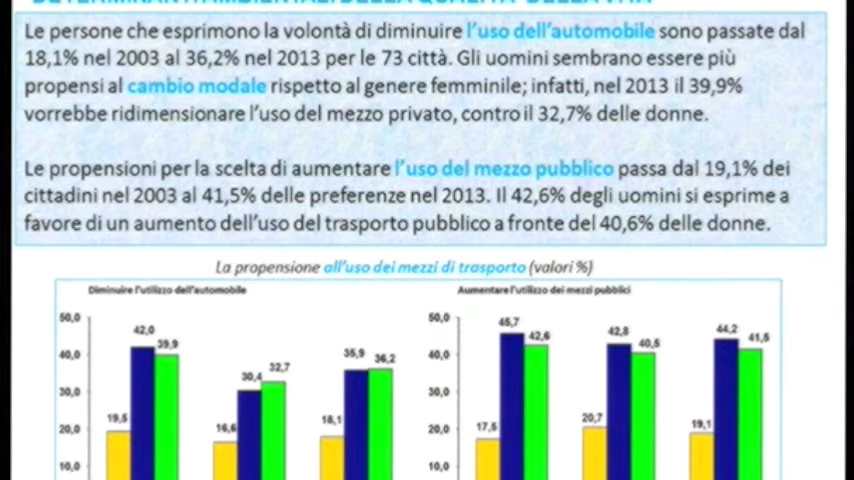 DETERMINANTI AMBIENTALI DELLA QUALITA' DELLA VITA
Le persone che esprimono la volontà di diminuire l'uso dell'automobile sono passate dal
18,1% nel 2003 al 36,2% nel 2013 per le 73 città. Gli uomini sembrano essere più
propensi al cambio modale rispetto al genere femminile; infatti, nel 2013 il 39,9%
vorrebbe ridimensionare l'uso del mezzo privato, contro il 32,7% delle donne.
Le propensioni per la scelta di aumentare l'uso del mezzo pubblico passa dal 19,1% dei
cittadini nel 2003 al 41,5% delle preferenze nel 2013. Il 42,6% degli uomini si esprime a
favore di un aumento dell'uso del trasporto pubblico a fronte del 40,6% delle donne.
La propensione all'uso dei mezzi di trasporto (valori %)
Diminuire l'utilizzo dell'automobile
50,0
40,0
30,0
20,0
10,0
19,5
42,0
39,9
16,6
30,4
32,7
18,1
35,9
36,2
Aumentare l'utilizzo dei mezzi pubblici
50,0
40,0
30,0
20,0
10,0
17,5
45,7
42,6
20,7
42,8
40,5
19,1
44,2
41,5